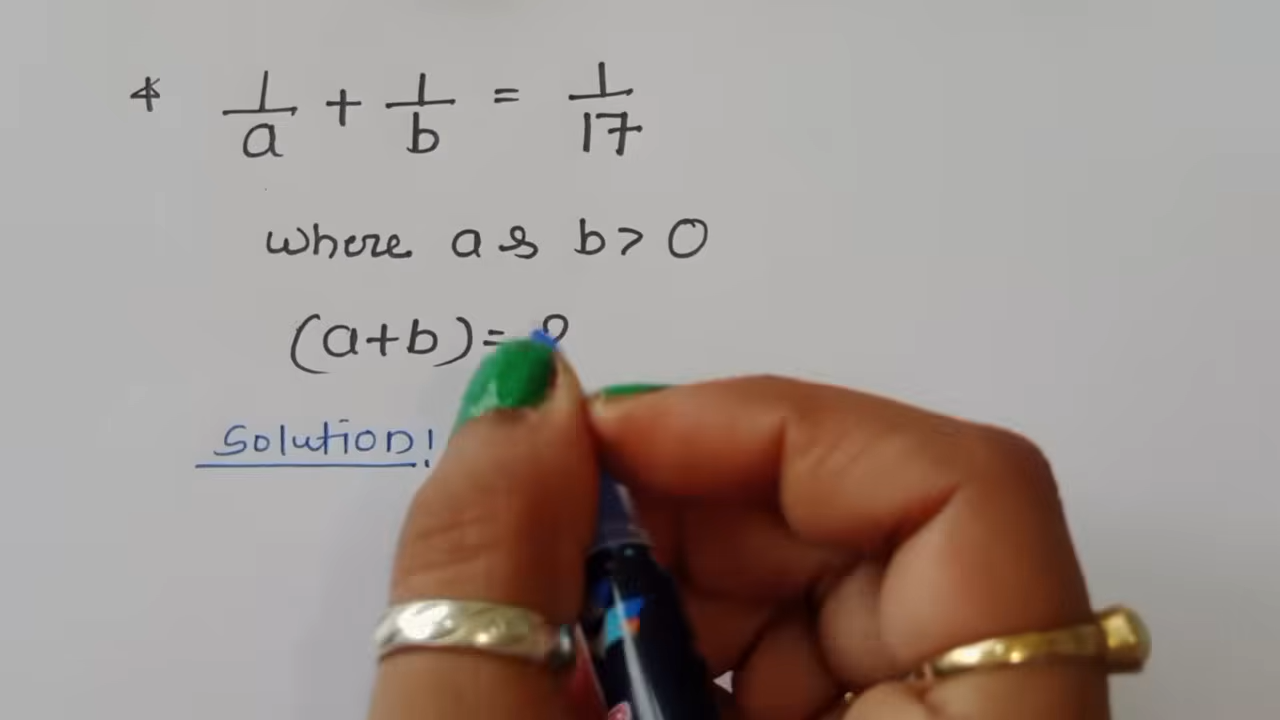 * 1/a + 1/b = 1/17
where a & b > 0
(a+b) = ?
Solution!